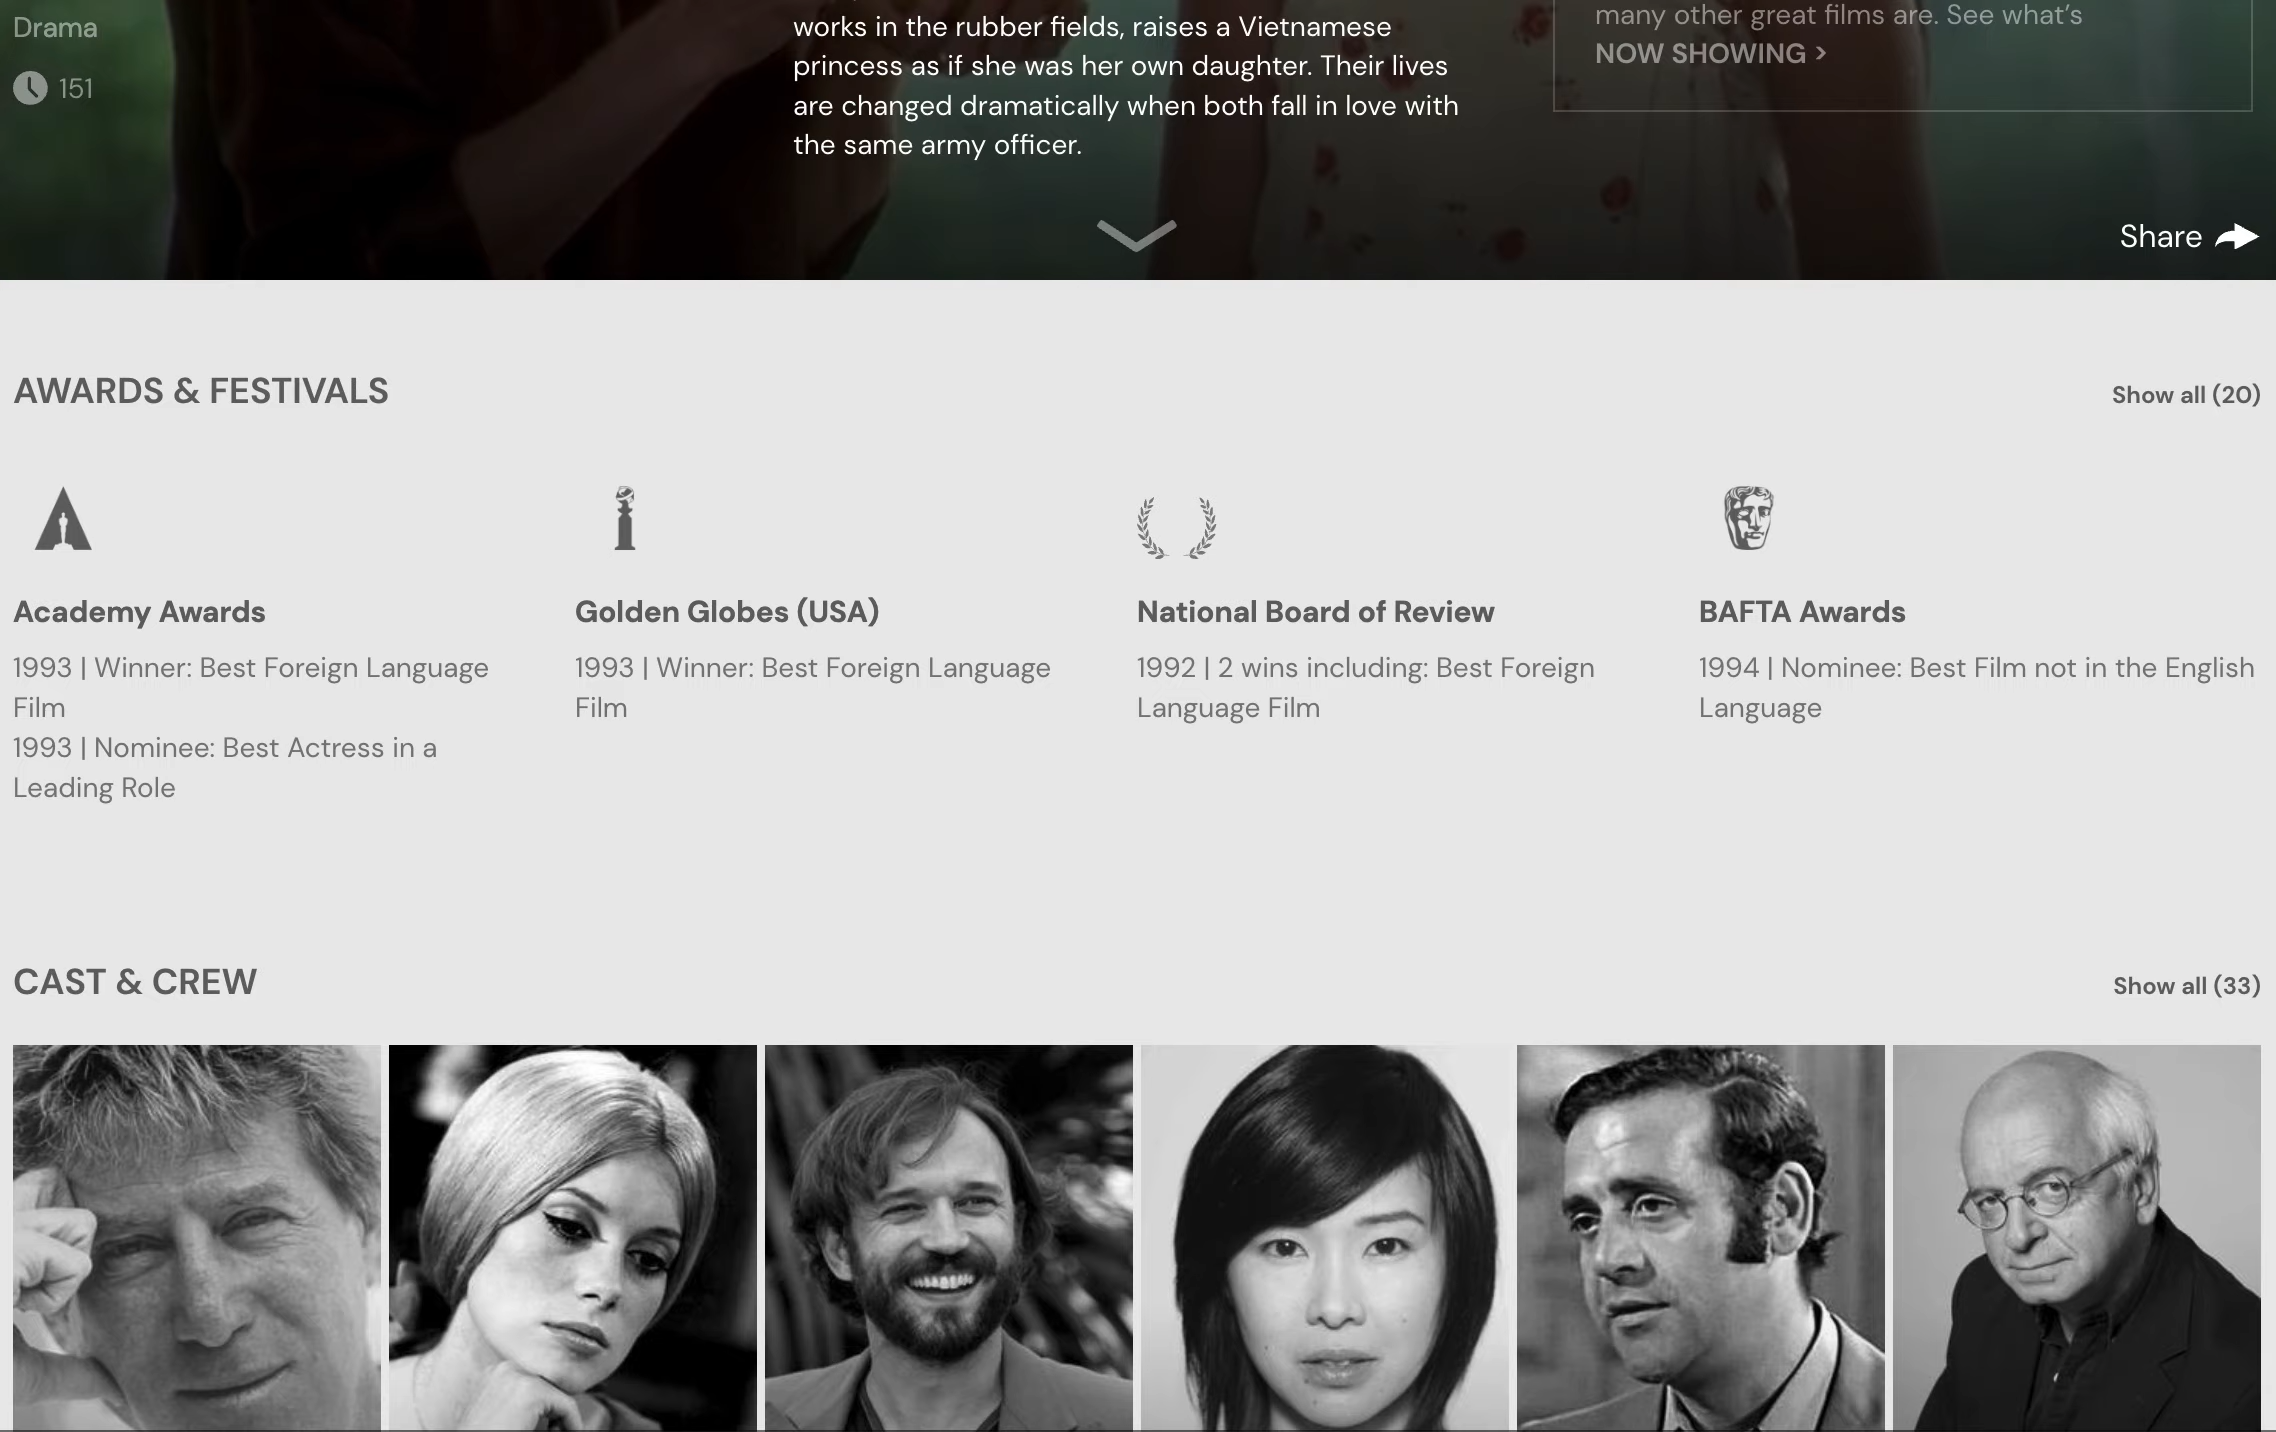 Drama
151
works in the rubber fields, raises a Vietnamese
princess as if she was her own daughter. Their lives
are changed dramatically when both fall in love with
the same army officer.
many other great films are. See what’s
NOW SHOWING >
Share
AWARDS & FESTIVALS
Show all (20)
Academy Awards
1993 | Winner: Best Foreign Language
Film
1993 | Nominee: Best Actress in a
Leading Role
Golden Globes (USA)
1993 | Winner: Best Foreign Language
Film
National Board of Review
1992 | 2 wins including: Best Foreign
Language Film
BAFTA Awards
1994 | Nominee: Best Film not in the English
Language
CAST & CREW
Show all (33)